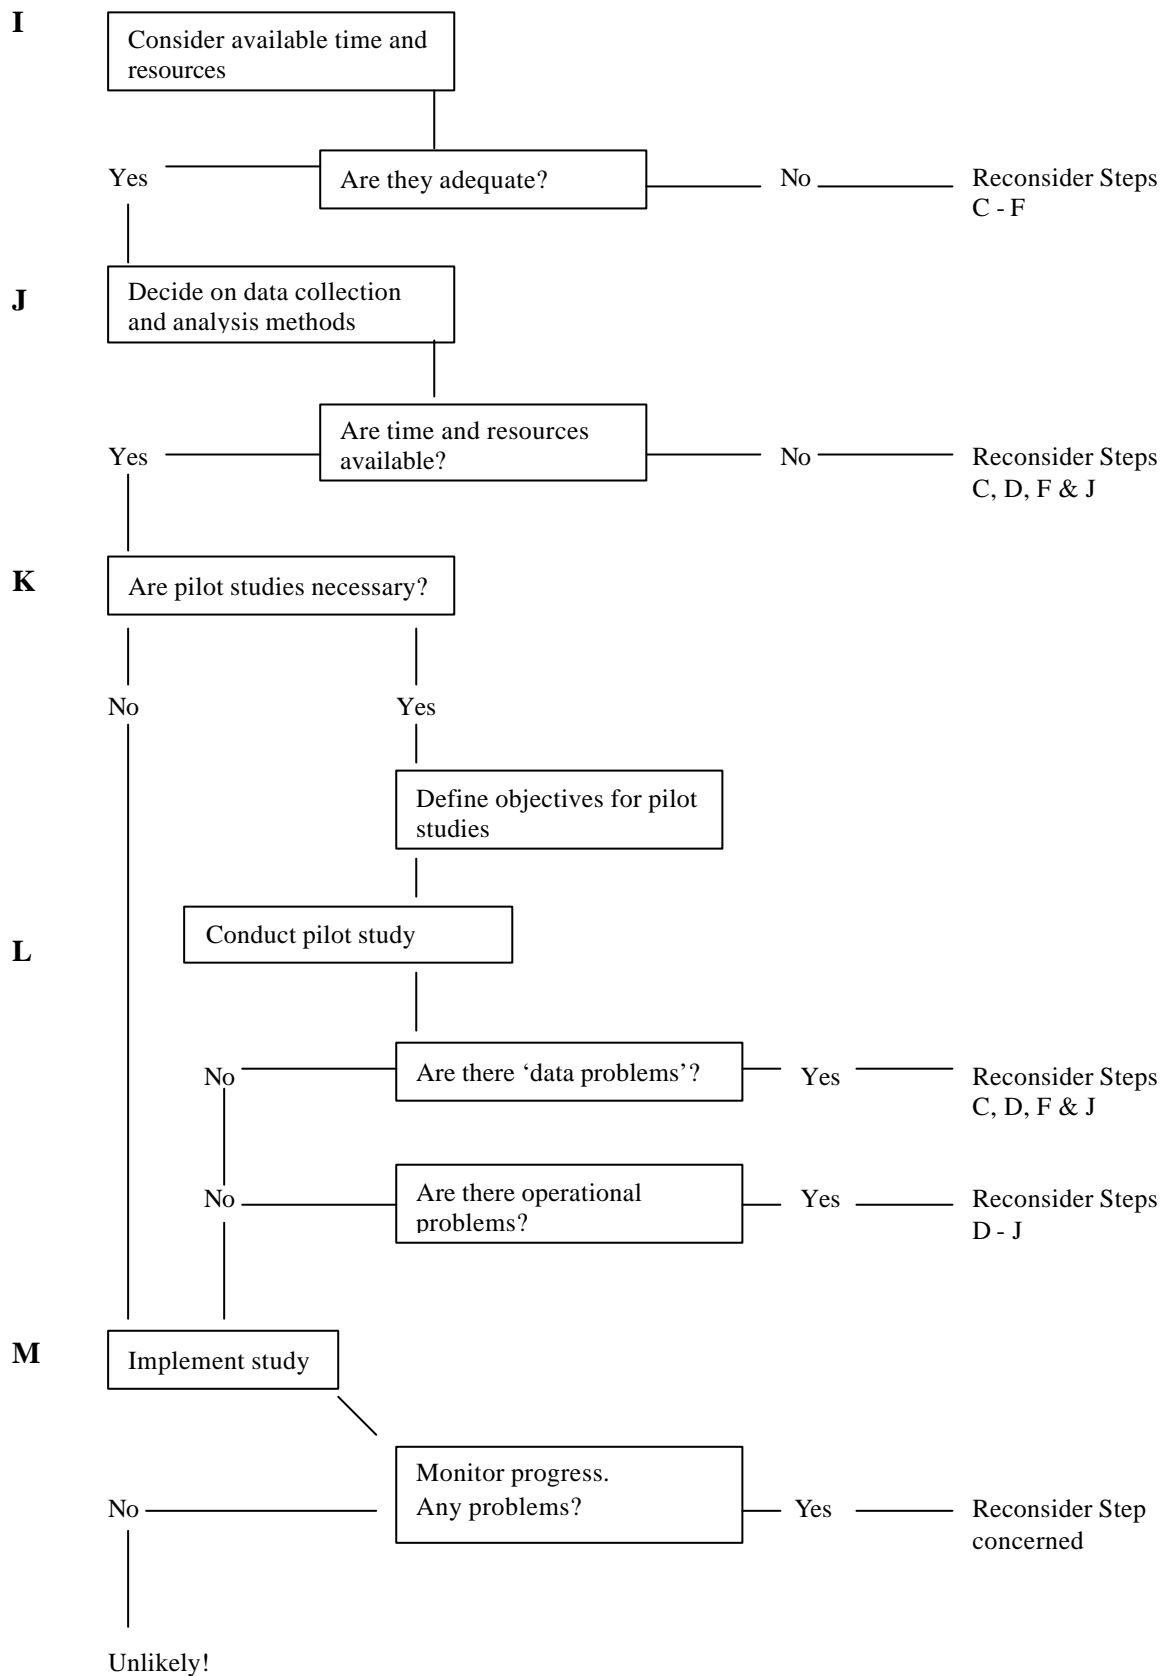 I
Consider available time and
resources
Yes
Are they adequate?
No
Reconsider Steps
C - F
J
Decide on data collection
and analysis methods
Yes
Are time and resources
available?
No
Reconsider Steps
C, D, F & J
K
Are pilot studies necessary?
No
Yes
Define objectives for pilot
studies
L
Conduct pilot study
No
Are there ‘data problems’?
Yes
Reconsider Steps
C, D, F & J
No
Are there operational
problems?
Yes
Reconsider Steps
D - J
M
Implement study
Monitor progress.
Any problems?
No
Yes
Reconsider Step
concerned
Unlikely!